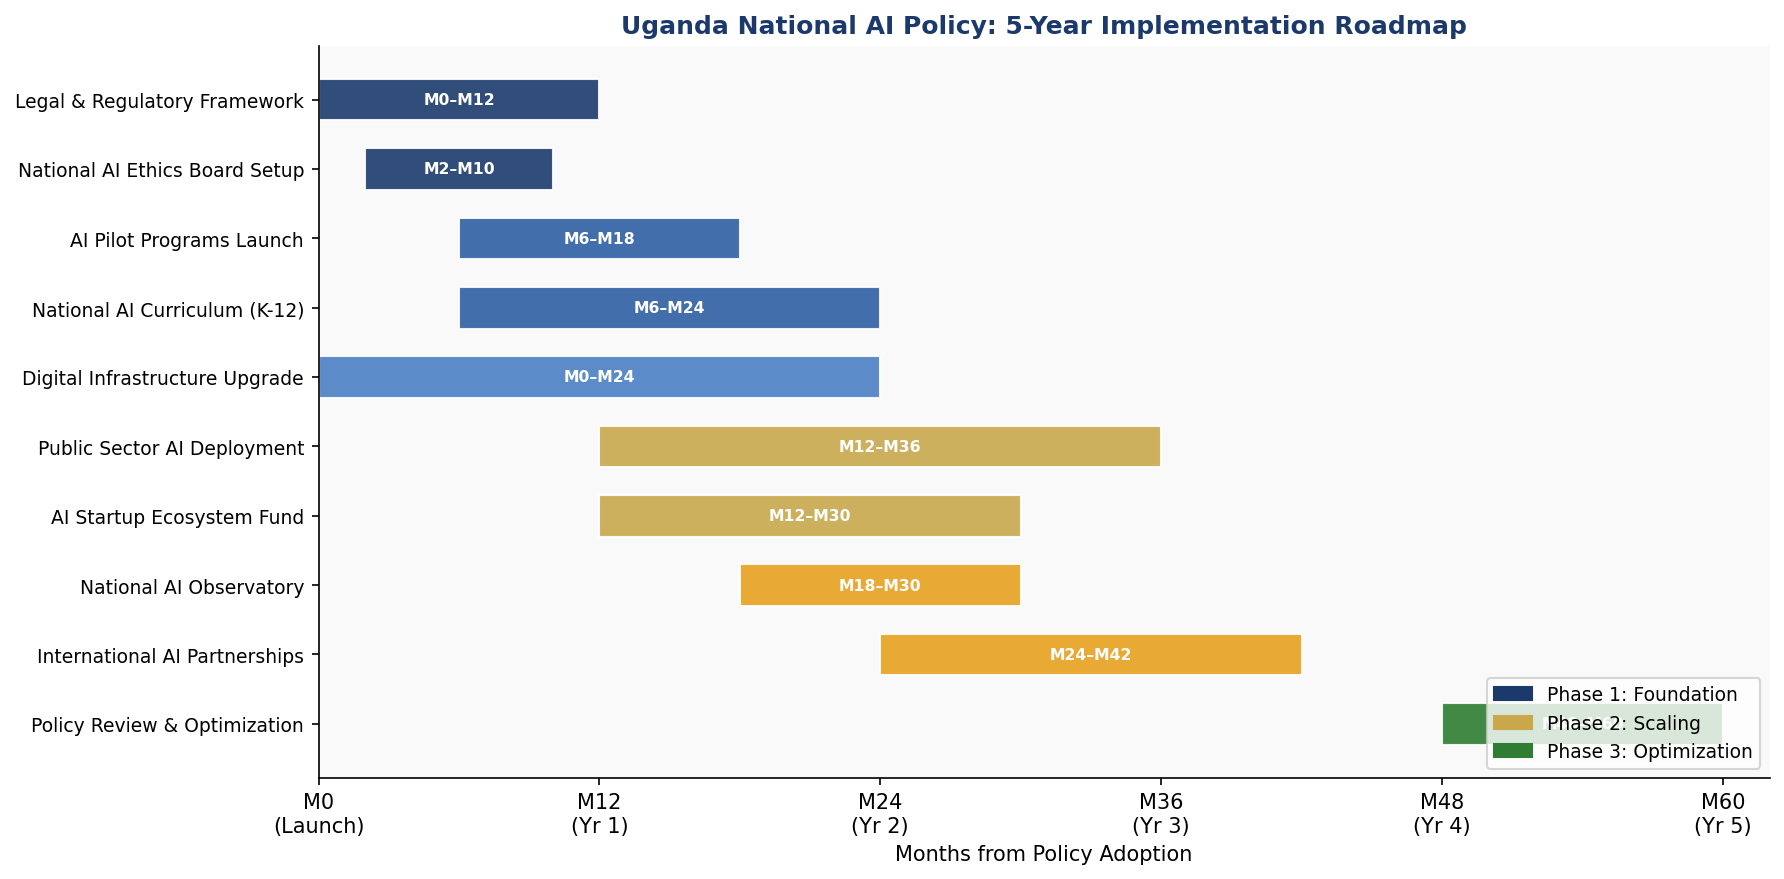 Uganda National AI Policy: 5-Year Implementation Roadmap
Legal & Regulatory Framework
M0–M12
National AI Ethics Board Setup
M2–M10
AI Pilot Programs Launch
M6–M18
National AI Curriculum (K-12)
M6–M24
Digital Infrastructure Upgrade
M0–M24
Public Sector AI Deployment
M12–M36
AI Startup Ecosystem Fund
M12–M30
National AI Observatory
M18–M30
International AI Partnerships
M24–M42
Policy Review & Optimization
Phase 1: Foundation
Phase 2: Scaling
Phase 3: Optimization
M0
(Launch)
M12
(Yr 1)
M24
(Yr 2)
M36
(Yr 3)
M48
(Yr 4)
M60
(Yr 5)
Months from Policy Adoption